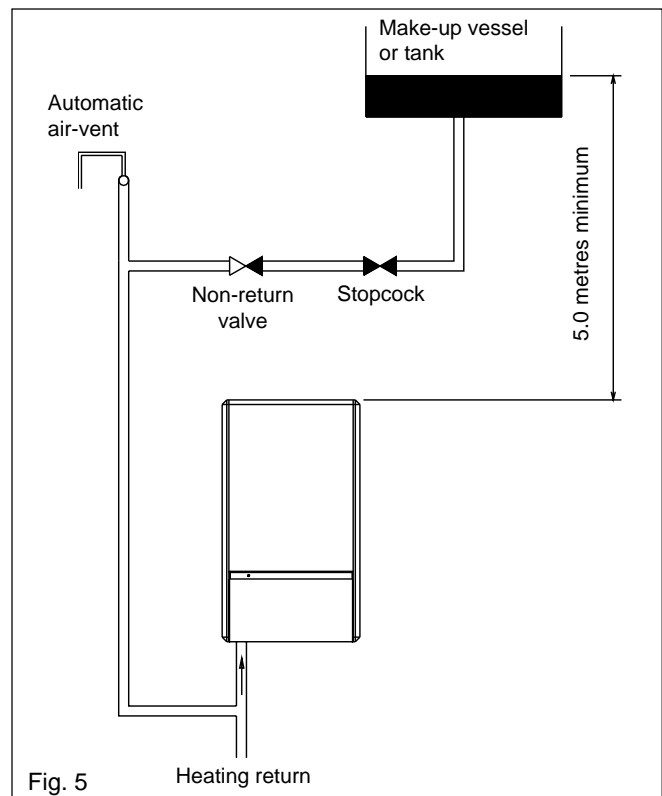 Make-up vessel
or tank
Automatic
air-vent
5.0 metres minimum
Non-return
valve
Stopcock
Heating return
Fig. 5